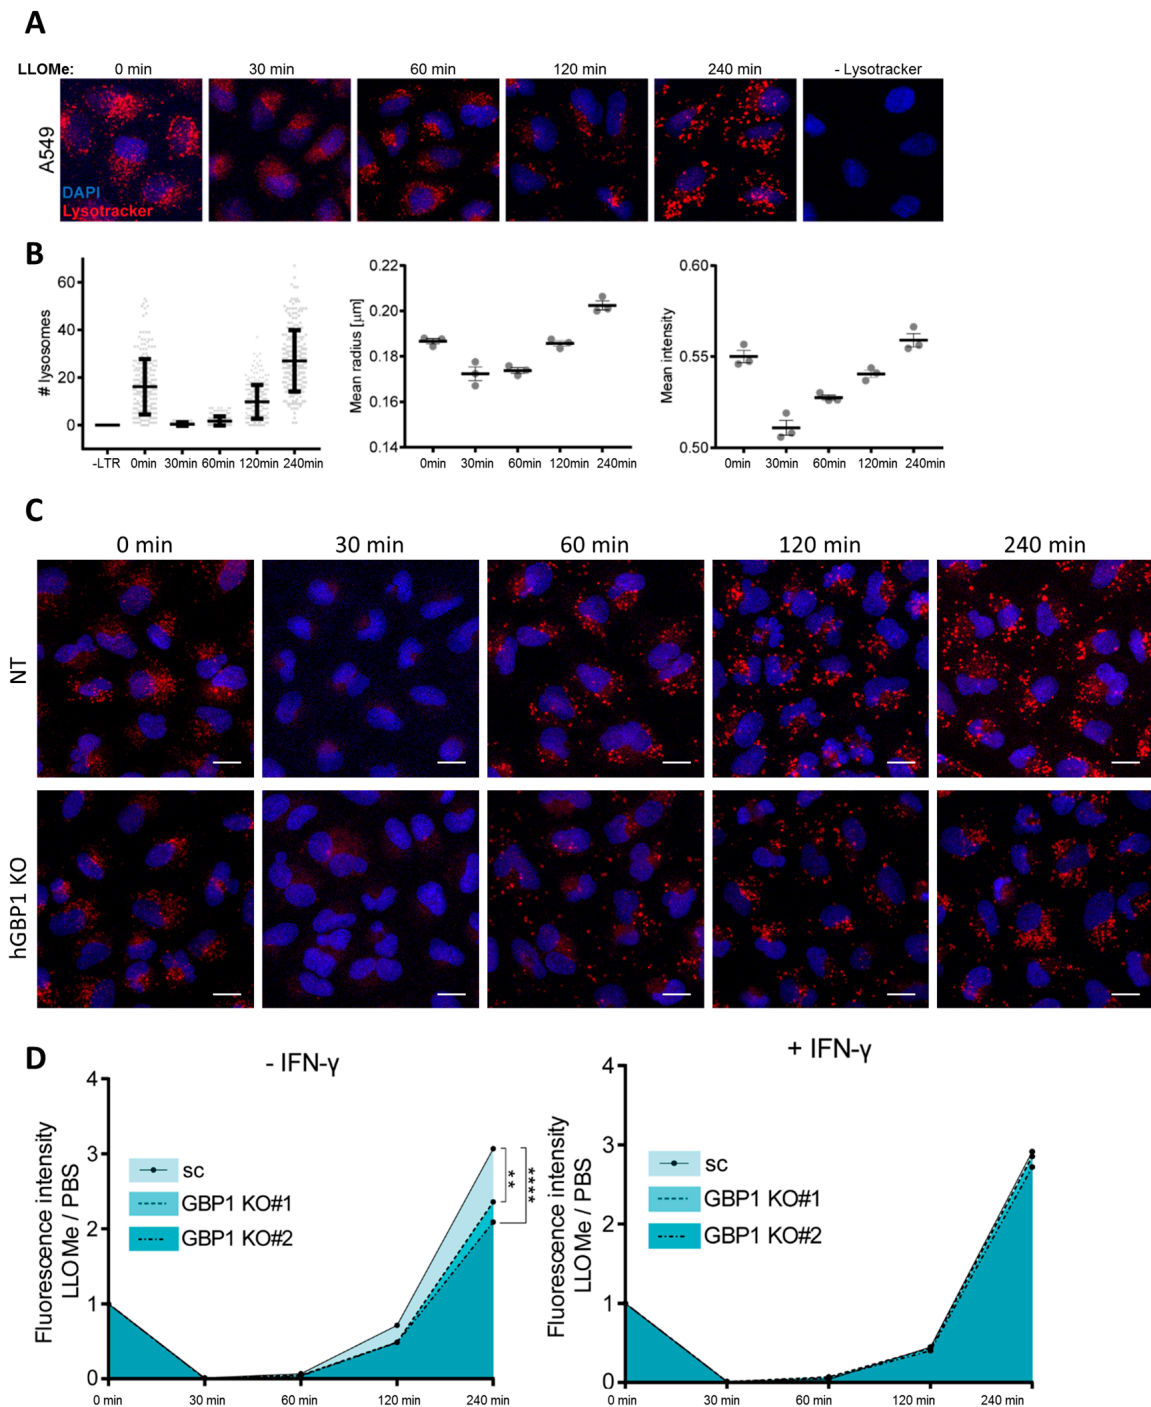 A
LLOMe: 0 min 30 min 60 min 120 min 240 min - Lysotracker
A549
DAPI
Lysotracker
B
# lysosomes
60
40
20
0
-LTR 0min 30min 60min 120min 240min
Mean radius [µm]
0.22
0.20
0.18
0.16
0.14
0min 30min 60min 120min 240min
Mean intensity
0.60
0.55
0.50
0min 30min 60min 120min 240min
C
0 min 30 min 60 min 120 min 240 min
NT
hGBP1 KO
D
- IFN-γ
Fluorescence intensity
LLOMe / PBS
4
3
2
1
0
sc
GBP1 KO#1
GBP1 KO#2
**
****
0 min 30 min 60 min 120 min 240 min
+ IFN-γ
Fluorescence intensity
LLOMe / PBS
4
3
2
1
0
sc
GBP1 KO#1
GBP1 KO#2
0 min 30 min 60 min 120 min 240 min